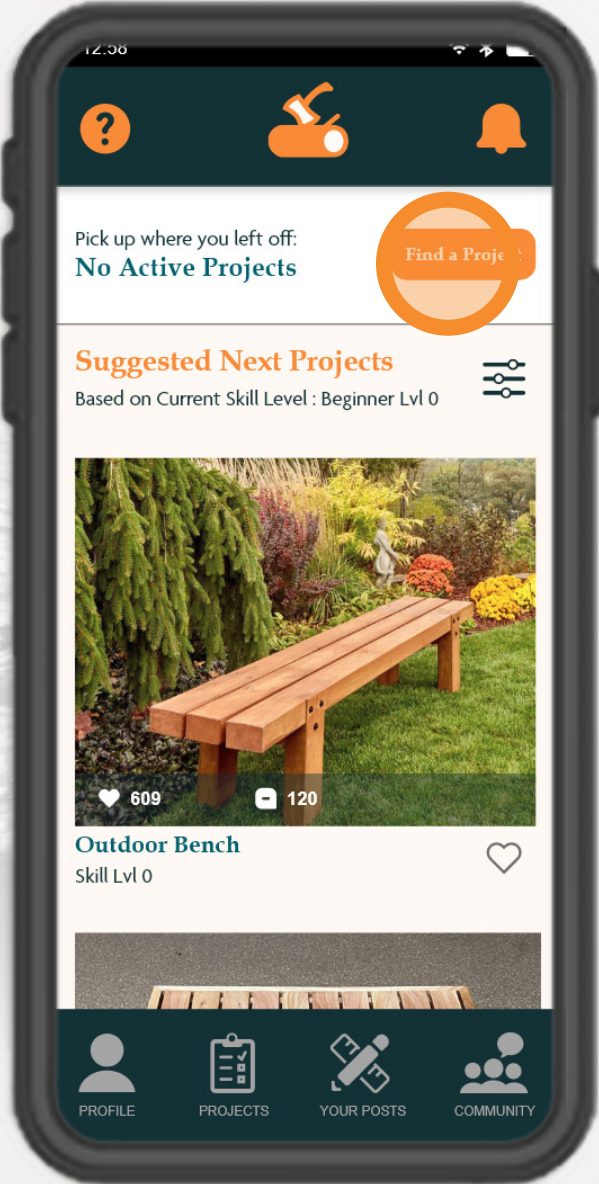 12:58
Pick up where you left off:
No Active Projects
Find a Project
Suggested Next Projects
Based on Current Skill Level : Beginner Lvl 0
609
120
Outdoor Bench
Skill Lvl 0
PROFILE
PROJECTS
YOUR POSTS
COMMUNITY